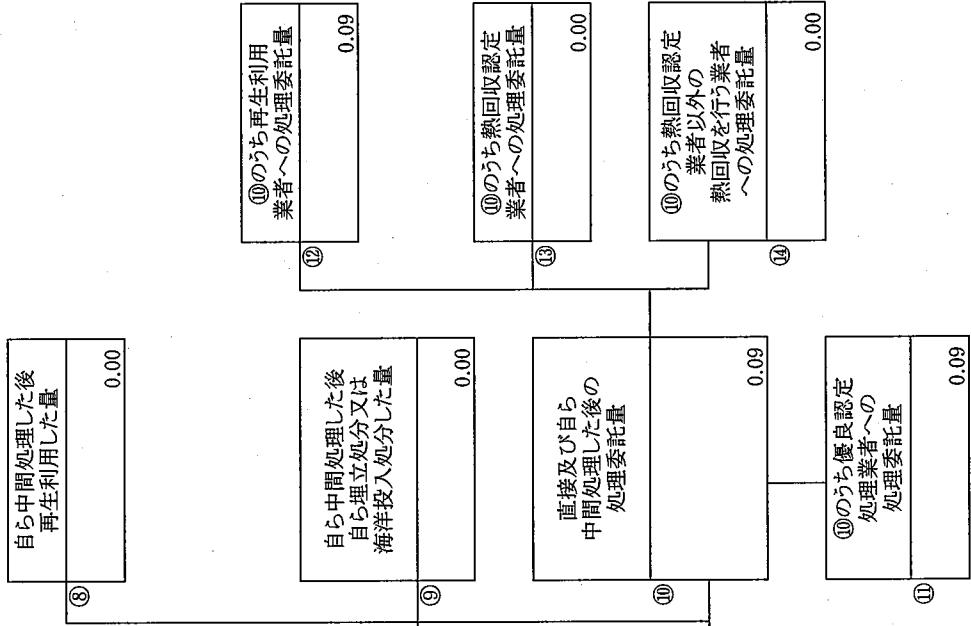 ⑧
自ら中間処理した後
再生利用した量
0.00
⑨
自ら中間処理した後
自ら埋立処分又は
海洋投入処分した量
0.00
⑩
直接及び自ら
中間処理した後の
処理委託量
0.09
⑪
⑩のうち優良認定
処理業者への
処理委託量
0.09
⑫
⑩のうち再生利用
業者への処理委託量
0.09
⑬
⑩のうち熱回収認定
業者への処理委託量
0.00
⑭
⑩のうち熱回収認定
業者以外の
熱回収を行う業者
への処理委託量
0.00